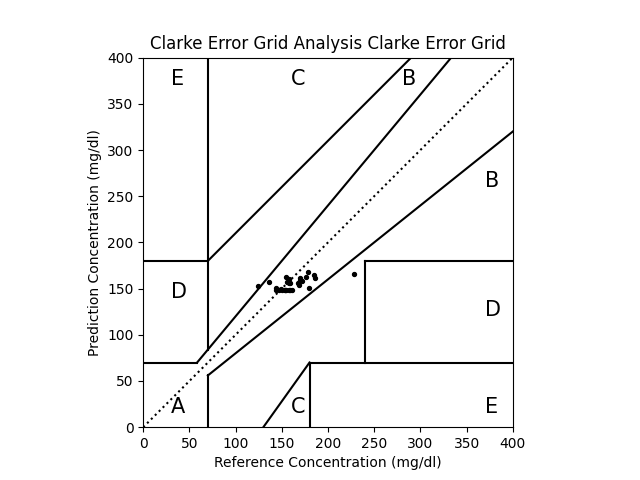 Clarke Error Grid Analysis Clarke Error Grid
400
350
300
250
200
150
100
50
0
Prediction Concentration (mg/dl)
E
C
B
B
D
D
A
C
E
0 50 100 150 200 250 300 350 400
Reference Concentration (mg/dl)